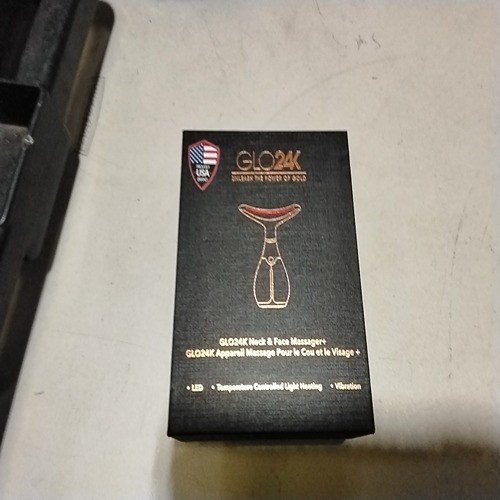 USA
GLO24K
UNLEASH THE POWER OF GOLD
GLO24K Neck & Face Massager+
GLO24K Appareil Massage Pour le Cou et le Visage +
• LED • Temperature Controlled Light Heating • Vibration